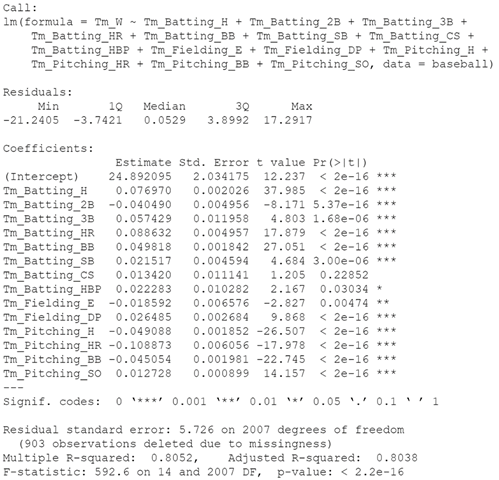 Call:
lm(formula = Tm_W ~ Tm_Batting_H + Tm_Batting_2B + Tm_Batting_3B +
Tm_Batting_HR + Tm_Batting_BB + Tm_Batting_SB + Tm_Batting_CS +
Tm_Batting_HBP + Tm_Fielding_E + Tm_Fielding_DP + Tm_Pitching_H +
Tm_Pitching_HR + Tm_Pitching_BB + Tm_Pitching_SO, data = baseball)
Residuals:
Min 1Q Median 3Q Max
-21.2405 -3.7421 0.0529 3.8992 17.2917
Coefficients:
Estimate Std. Error t value Pr(>|t|)
(Intercept) 24.892095 2.034175 12.237 < 2e-16 ***
Tm_Batting_H 0.076970 0.002026 37.985 < 2e-16 ***
Tm_Batting_2B -0.040490 0.004956 -8.171 5.37e-16 ***
Tm_Batting_3B 0.057429 0.011958 4.803 1.68e-06 ***
Tm_Batting_HR 0.088632 0.004957 17.879 < 2e-16 ***
Tm_Batting_BB 0.049818 0.001842 27.051 < 2e-16 ***
Tm_Batting_SB 0.021517 0.004594 4.684 3.00e-06 ***
Tm_Batting_CS 0.013420 0.011141 1.205 0.22852
Tm_Batting_HBP 0.022283 0.010282 2.167 0.03034 *
Tm_Fielding_E -0.018592 0.006576 -2.827 0.00474 **
Tm_Fielding_DP 0.026485 0.002684 9.868 < 2e-16 ***
Tm_Pitching_H -0.049088 0.001852 -26.507 < 2e-16 ***
Tm_Pitching_HR -0.108873 0.006056 -17.978 < 2e-16 ***
Tm_Pitching_BB -0.045054 0.001981 -22.745 < 2e-16 ***
Tm_Pitching_SO 0.012728 0.000899 14.157 < 2e-16 ***
---
Signif. codes: 0 ‘***’ 0.001 ‘**’ 0.01 ‘*’ 0.05 ‘.’ 0.1 ‘ ’ 1
Residual standard error: 5.726 on 2007 degrees of freedom
(903 observations deleted due to missingness)
Multiple R-squared: 0.8052, Adjusted R-squared: 0.8038
F-statistic: 592.6 on 14 and 2007 DF, p-value: < 2.2e-16